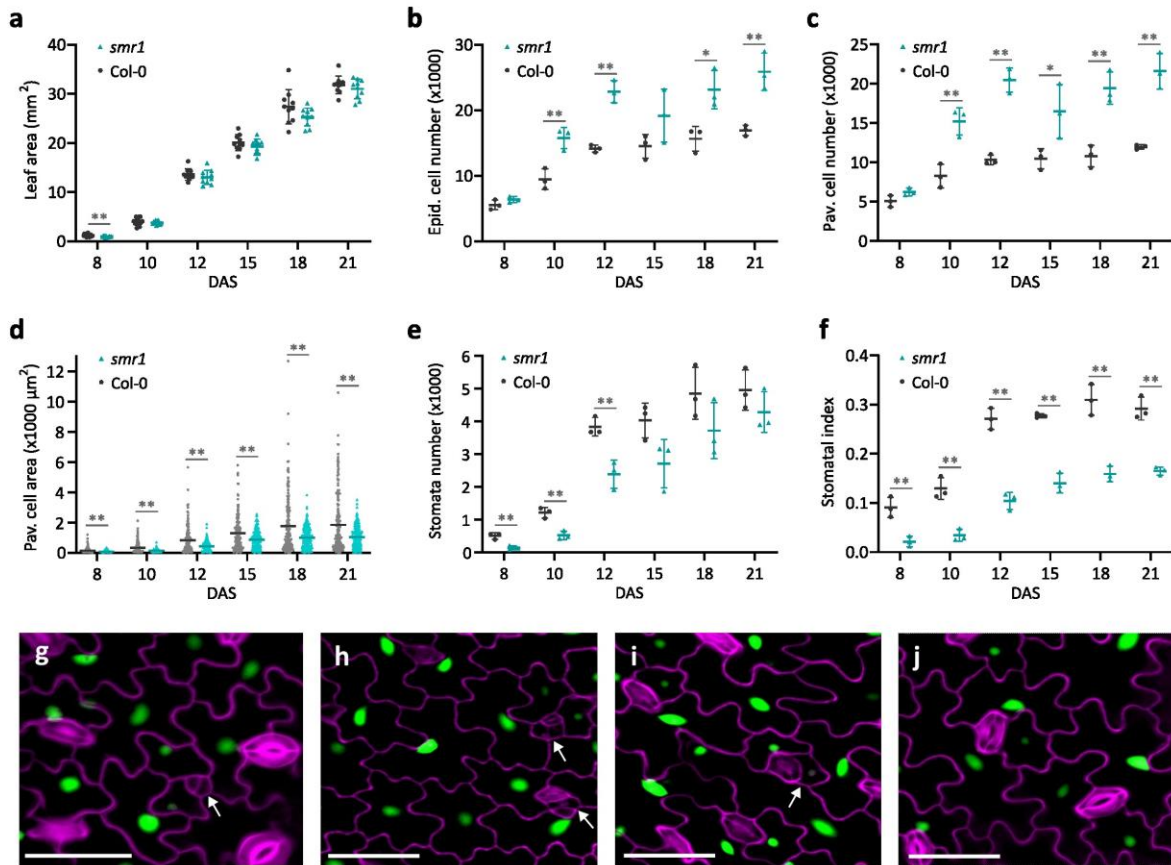 a
Leaf area (mm²)
40
30
20
10
0
smr1
Col-0
**
8 10 12 15 18 21
DAS
b
Epid. cell number (x1000)
30
20
10
0
smr1
Col-0
** ** * **
8 10 12 15 18 21
DAS
c
Pav. cell number (x1000)
25
20
15
10
5
0
smr1
Col-0
** ** * ** **
8 10 12 15 18 21
DAS
d
Pav. cell area (x1000 µm²)
12
10
8
6
4
2
0
smr1
Col-0
** ** ** ** ** **
8 10 12 15 18 21
DAS
e
Stomata number (x1000)
6
5
4
3
2
1
0
smr1
Col-0
** ** **
8 10 12 15 18 21
DAS
f
Stomatal index
0.4
0.3
0.2
0.1
0.0
smr1
Col-0
** ** ** ** ** **
8 10 12 15 18 21
DAS
g
h
i
j